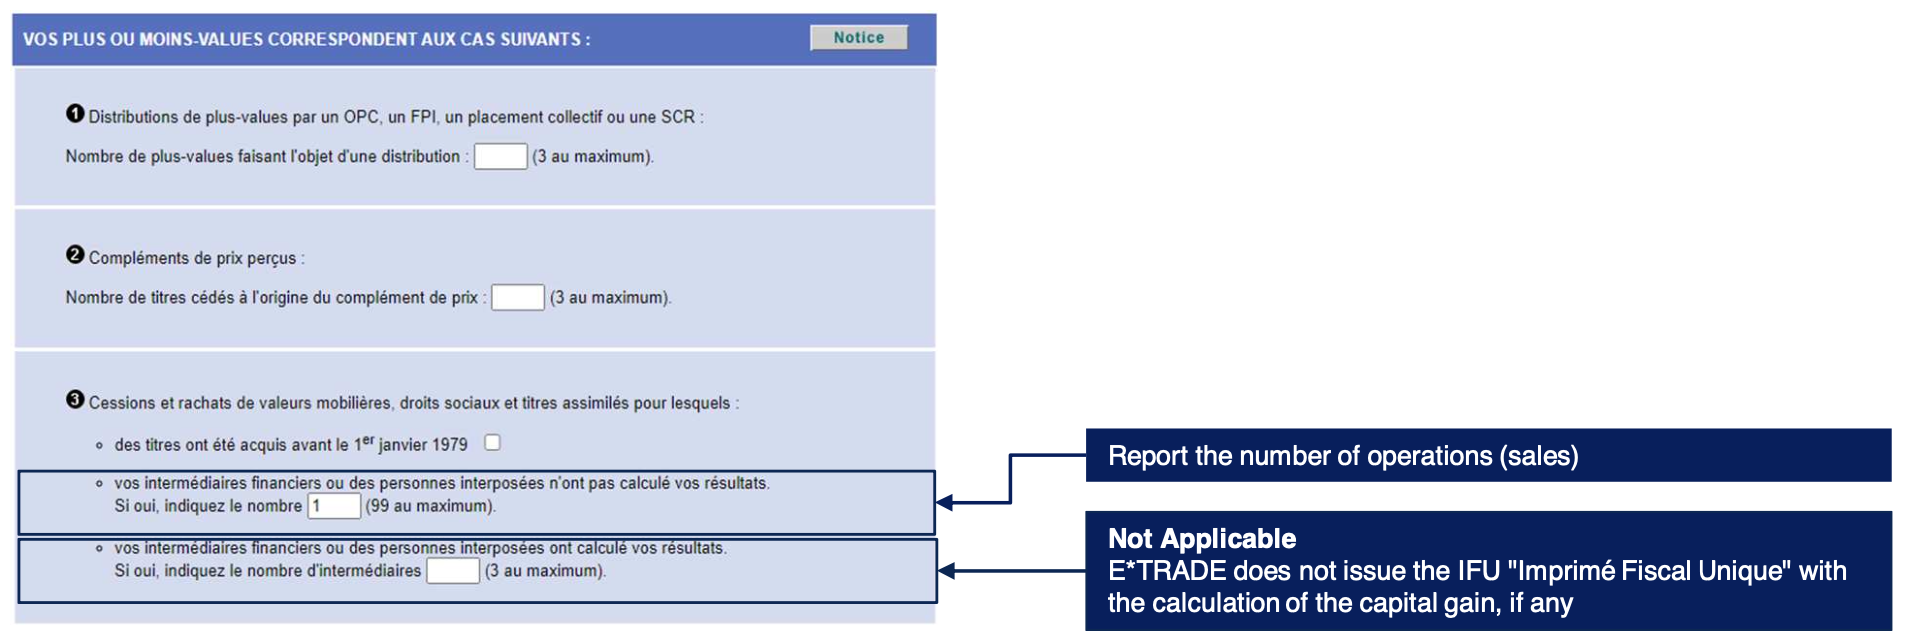 VOS PLUS OU MOINS-VALUES CORRESPONDENT AUX CAS SUIVANTS :
Notice
1 Distributions de plus-values par un OPC, un FPI, un placement collectif ou une SCR :
Nombre de plus-values faisant l'objet d'une distribution : (3 au maximum).
2 Compléments de prix perçus :
Nombre de titres cédés à l'origine du complément de prix : (3 au maximum).
3 Cessions et rachats de valeurs mobilières, droits sociaux et titres assimilés pour lesquels :
des titres ont été acquis avant le 1er janvier 1979
vos intermédiaires financiers ou des personnes interposées n'ont pas calculé vos résultats.
Si oui, indiquez le nombre 1 (99 au maximum).
vos intermédiaires financiers ou des personnes interposées ont calculé vos résultats.
Si oui, indiquez le nombre d'intermédiaires (3 au maximum).
Report the number of operations (sales)
Not Applicable
E*TRADE does not issue the IFU "Imprimé Fiscal Unique" with
the calculation of the capital gain, if any